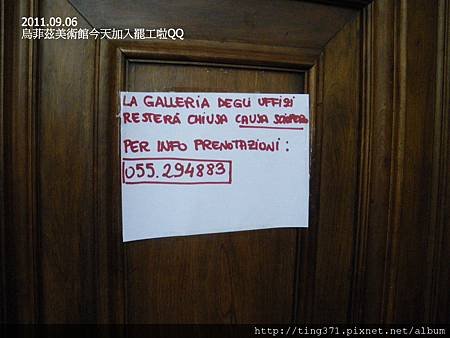 2011.09.06
烏菲茲美術館今天加入罷工啦QQ
LA GALLERIA DEGLI UFFIZI
RESTERÁ CHIUSA CAUSA SCIOPERO
PER INFO PRENOTAZIONI:
055.294883
http://ting371.pixnet.net/album